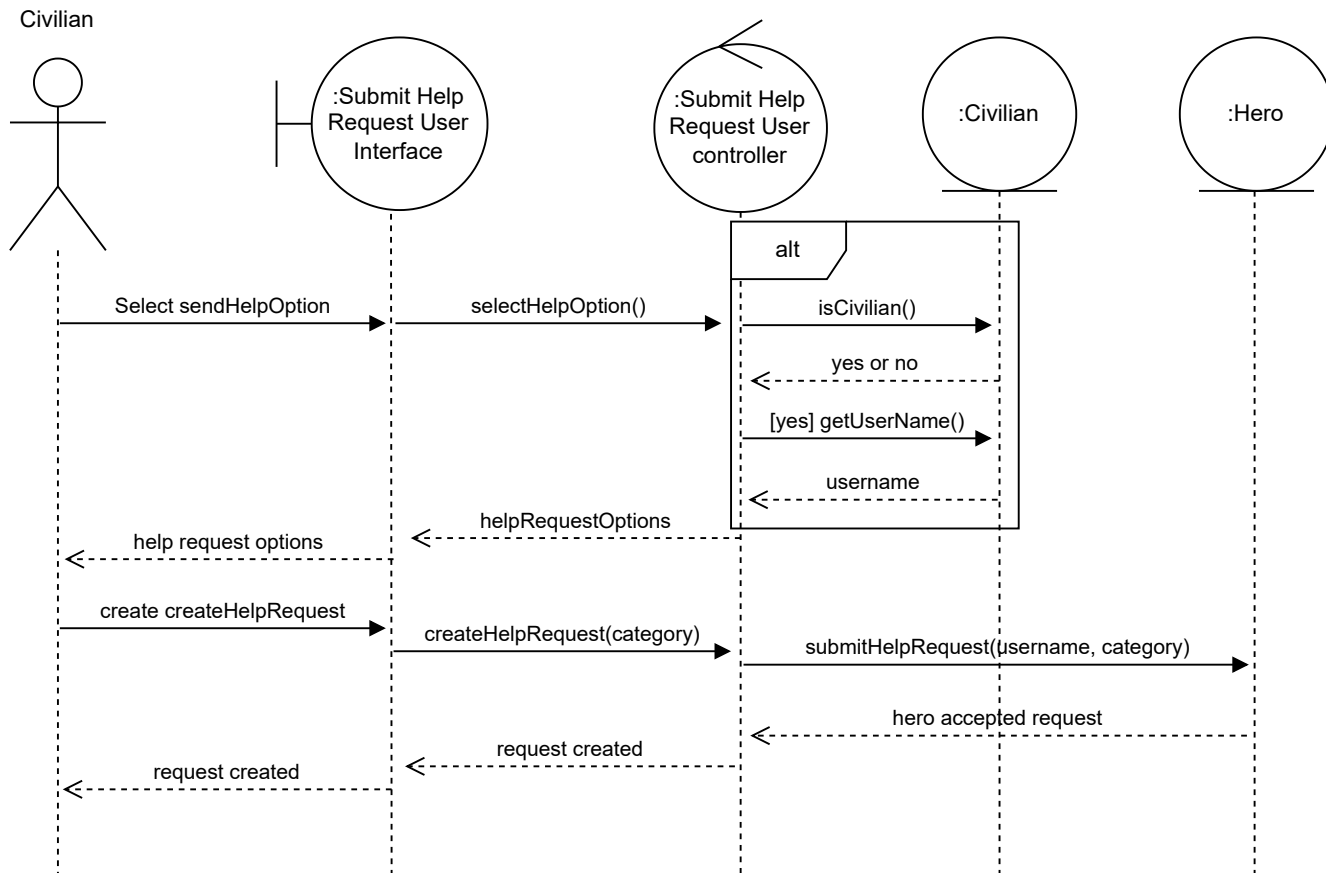 Civilian
:Submit Help
Request User
Interface
:Submit Help
Request User
controller
:Civilian
:Hero
alt
Select sendHelpOption
selectHelpOption()
isCivilian()
yes or no
[yes] getUserName()
username
helpRequestOptions
help request options
create createHelpRequest
createHelpRequest(category)
submitHelpRequest(username, category)
hero accepted request
request created
request created